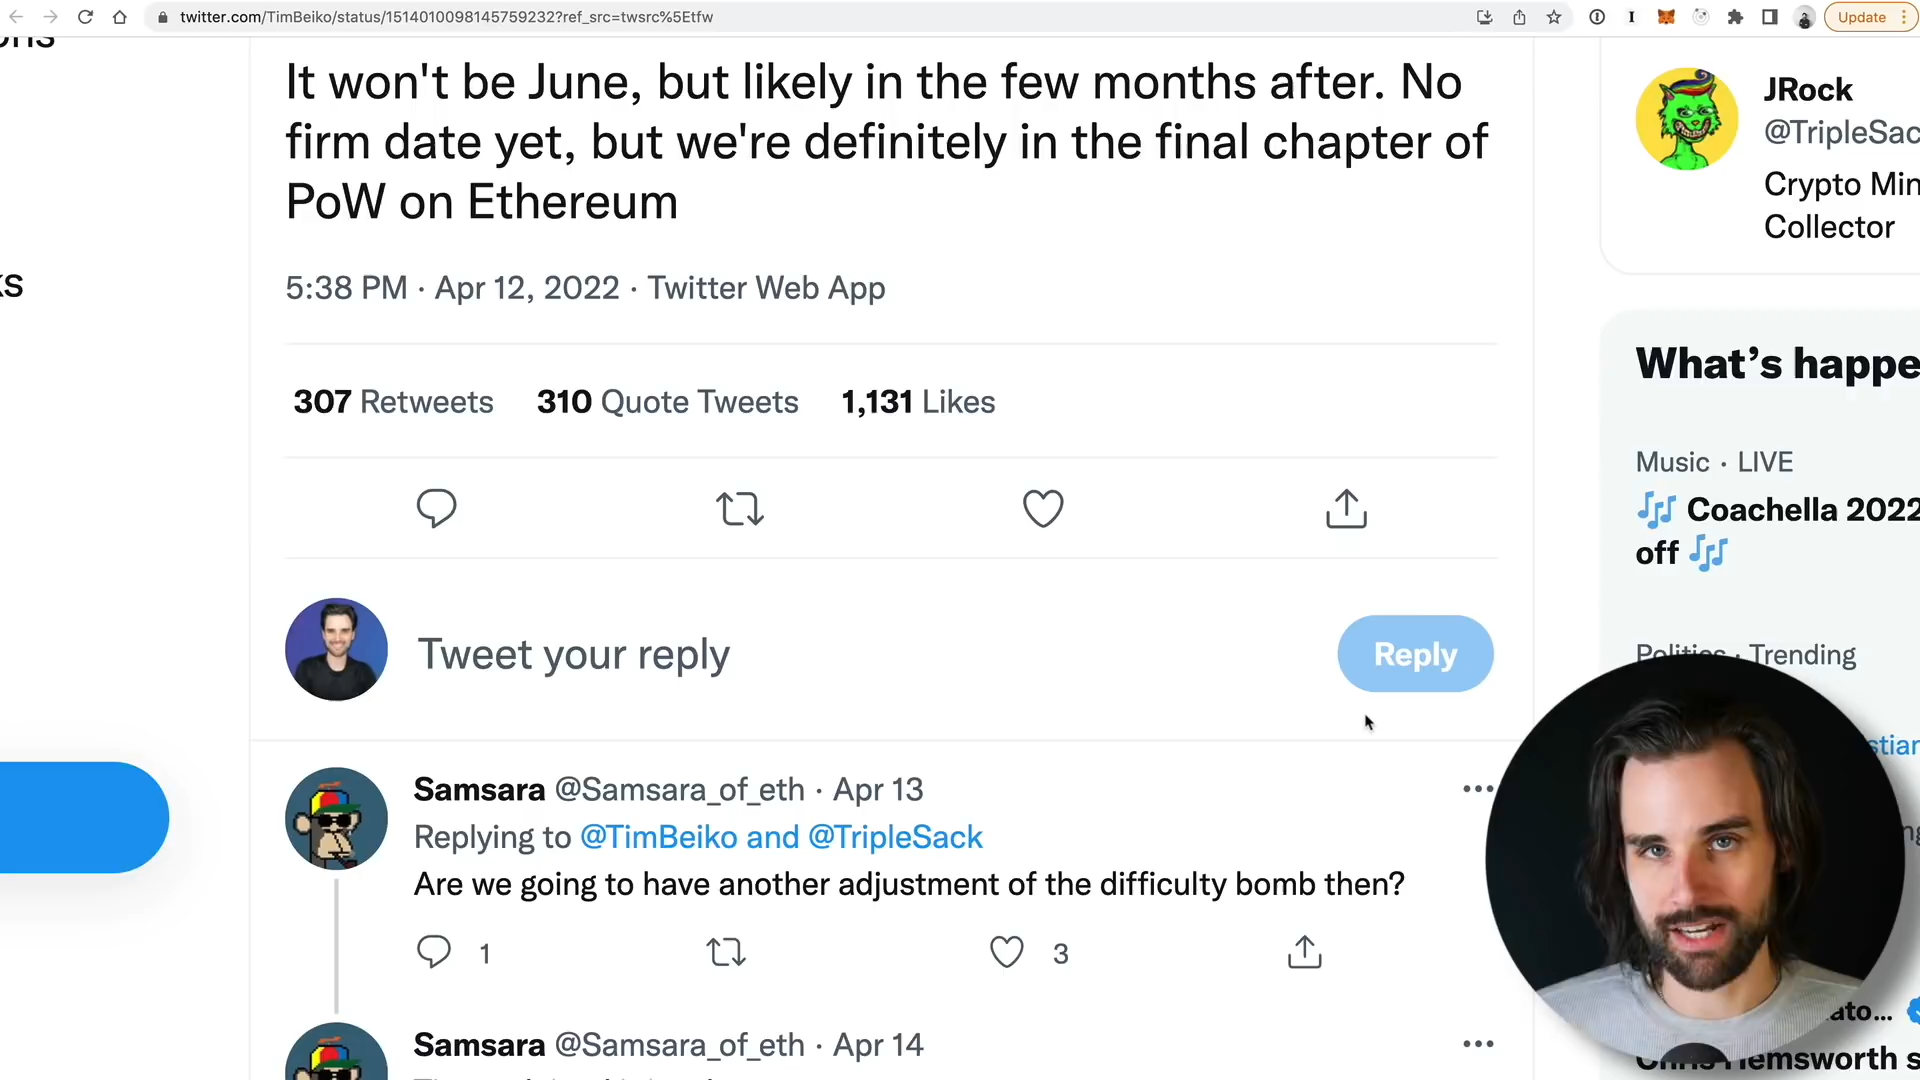 twitter.com/TimBeiko/status/1514010098145759232?ref_src=twsrc%5Etfw
Update
It won't be June, but likely in the few months after. No
firm date yet, but we're definitely in the final chapter of
PoW on Ethereum
5:38 PM · Apr 12, 2022 · Twitter Web App
307 Retweets 310 Quote Tweets 1,131 Likes
Tweet your reply
Reply
Samsara @Samsara_of_eth · Apr 13
Replying to @TimBeiko and @TripleSack
Are we going to have another adjustment of the difficulty bomb then?
1
3
Samsara @Samsara_of_eth · Apr 14
JRock
@TripleSac
Crypto Min
Collector
What's happe
Music · LIVE
🎶 Coachella 2022
off 🎶
Politics · Trending